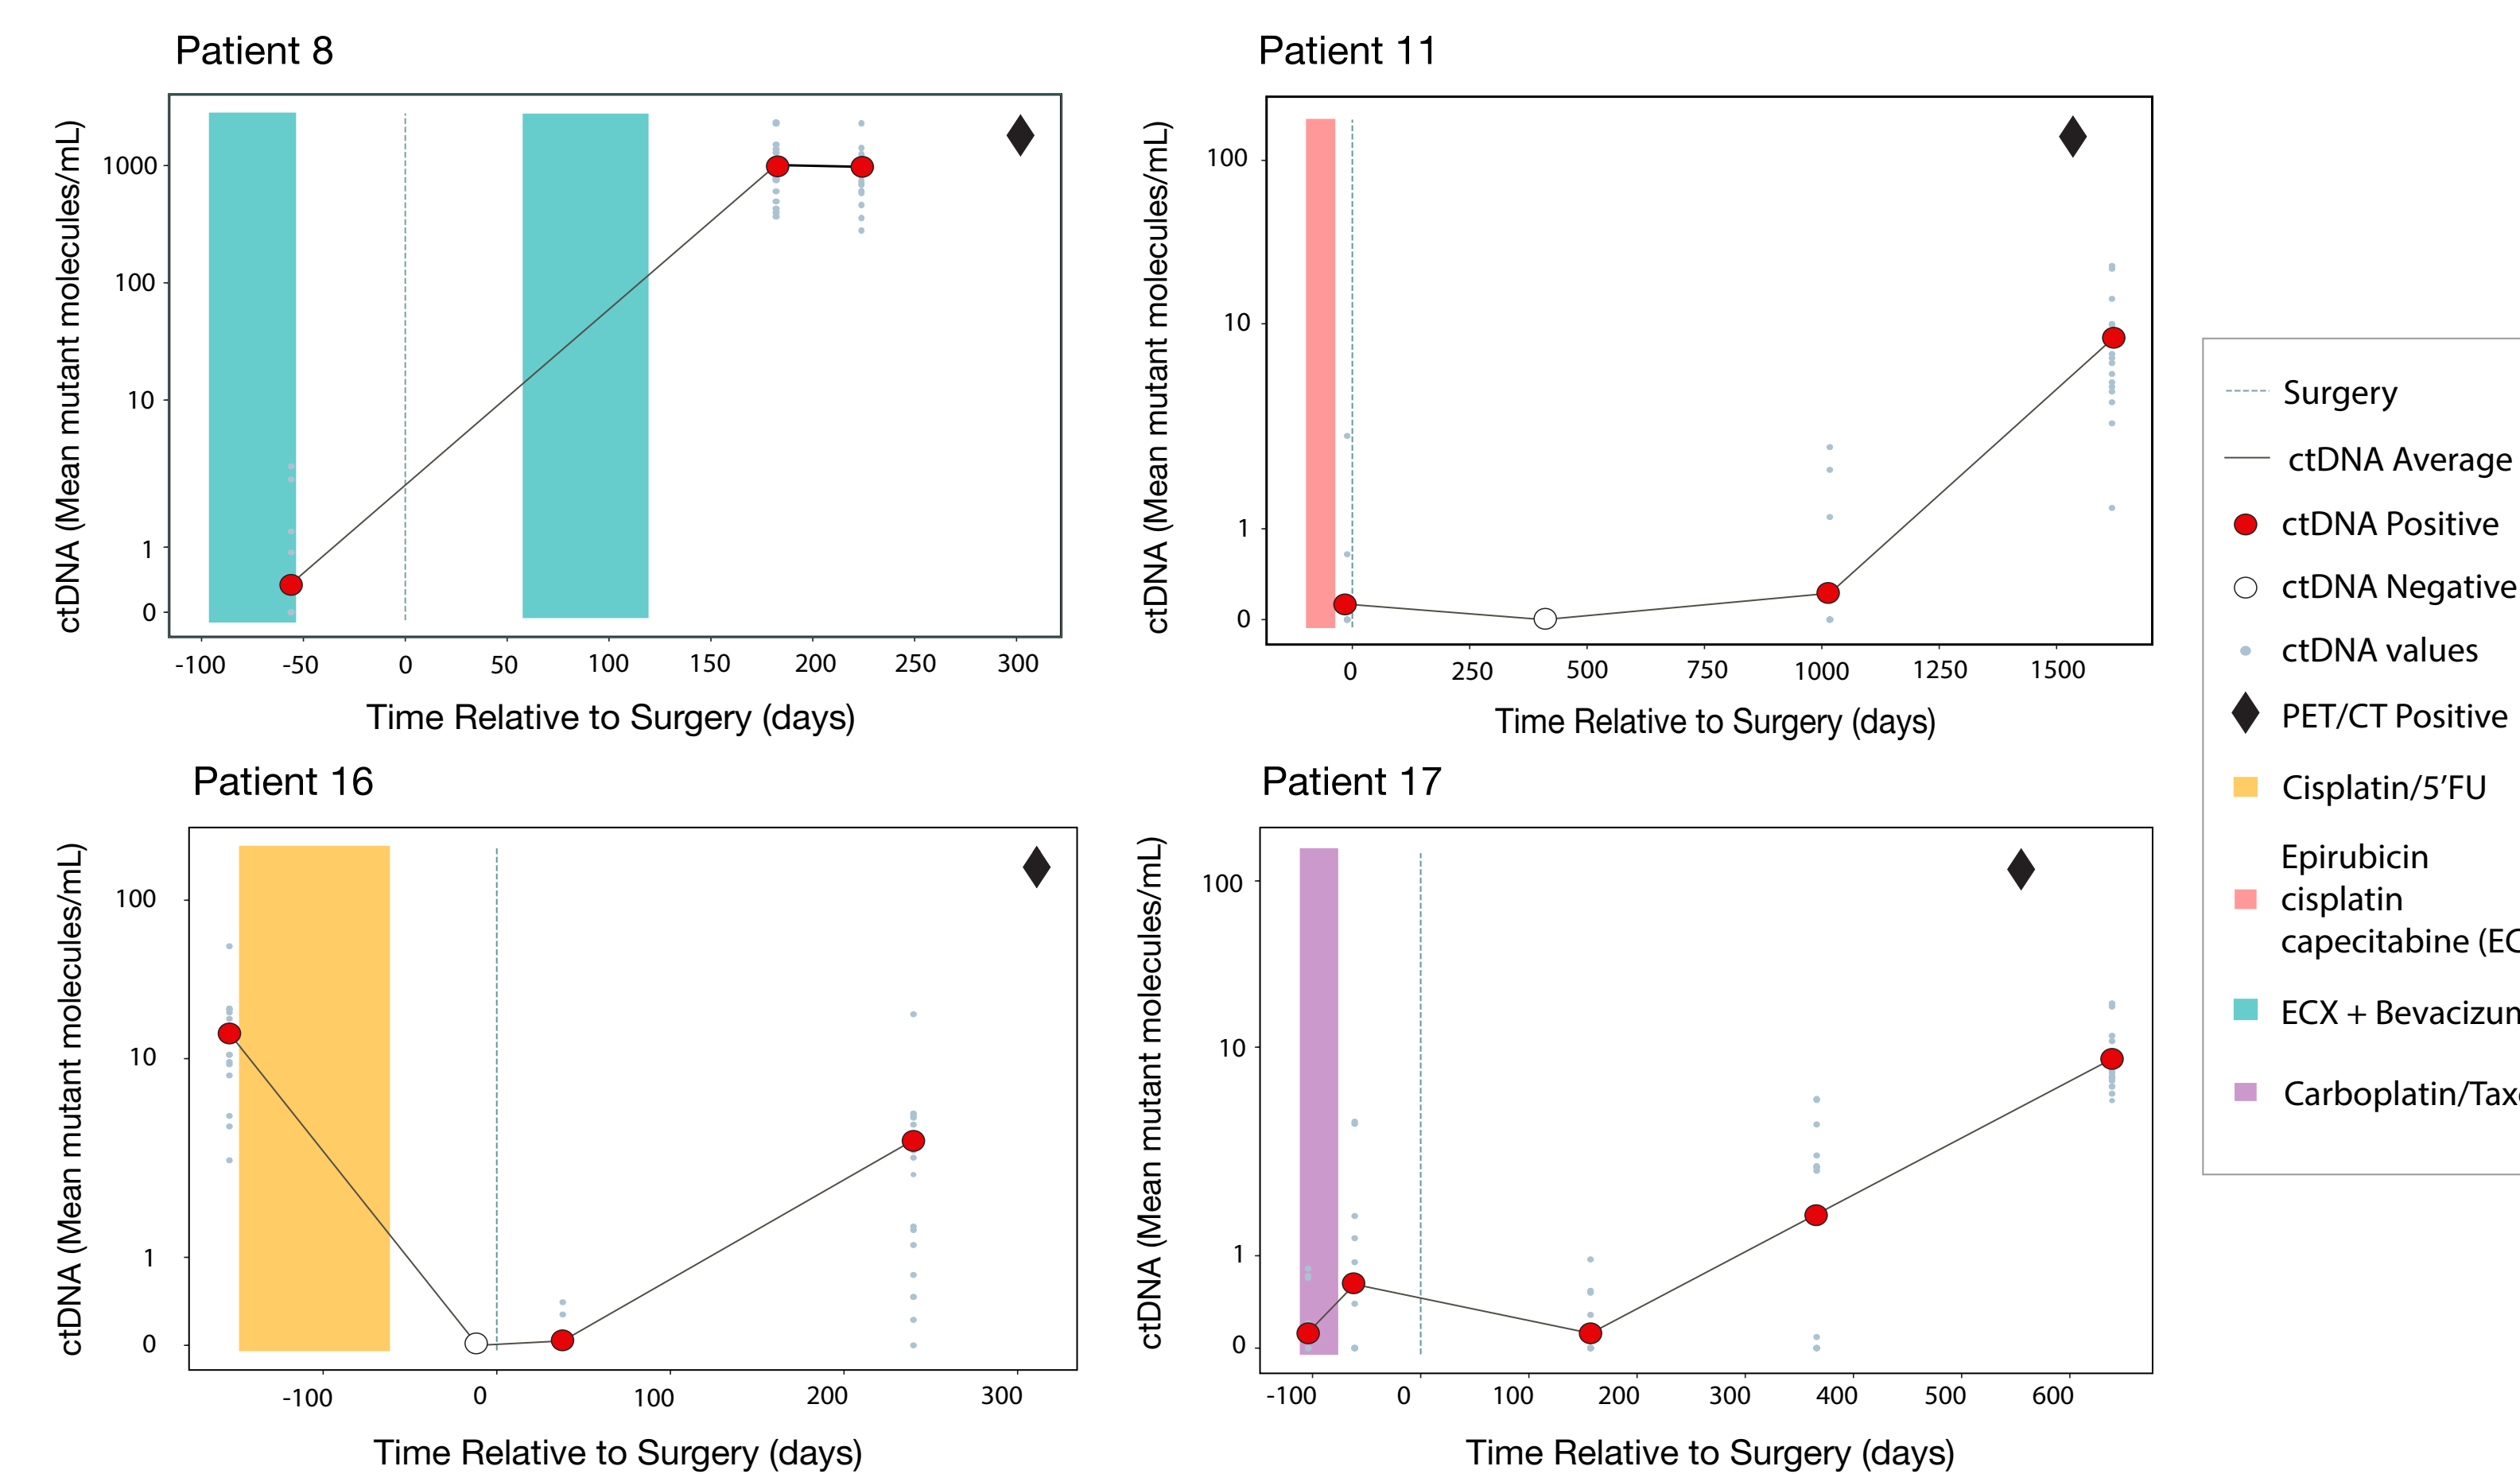 Patient 8
ctDNA (Mean mutant molecules/mL)
1000
100
10
1
0
-100 -50 0 50 100 150 200 250 300
Time Relative to Surgery (days)
Patient 11
ctDNA (Mean mutant molecules/mL)
100
10
1
0
0 250 500 750 1000 1250 1500
Time Relative to Surgery (days)
Patient 16
ctDNA (Mean mutant molecules/mL)
100
10
1
0
-100 0 100 200 300
Time Relative to Surgery (days)
Patient 17
ctDNA (Mean mutant molecules/mL)
100
10
1
0
-100 0 100 200 300 400 500 600
Time Relative to Surgery (days)
Surgery
ctDNA Average
ctDNA Positive
ctDNA Negative
ctDNA values
PET/CT Positive
Cisplatin/5'FU
Epirubicin
cisplatin
capecitabine
ECX +
Carboplatin/